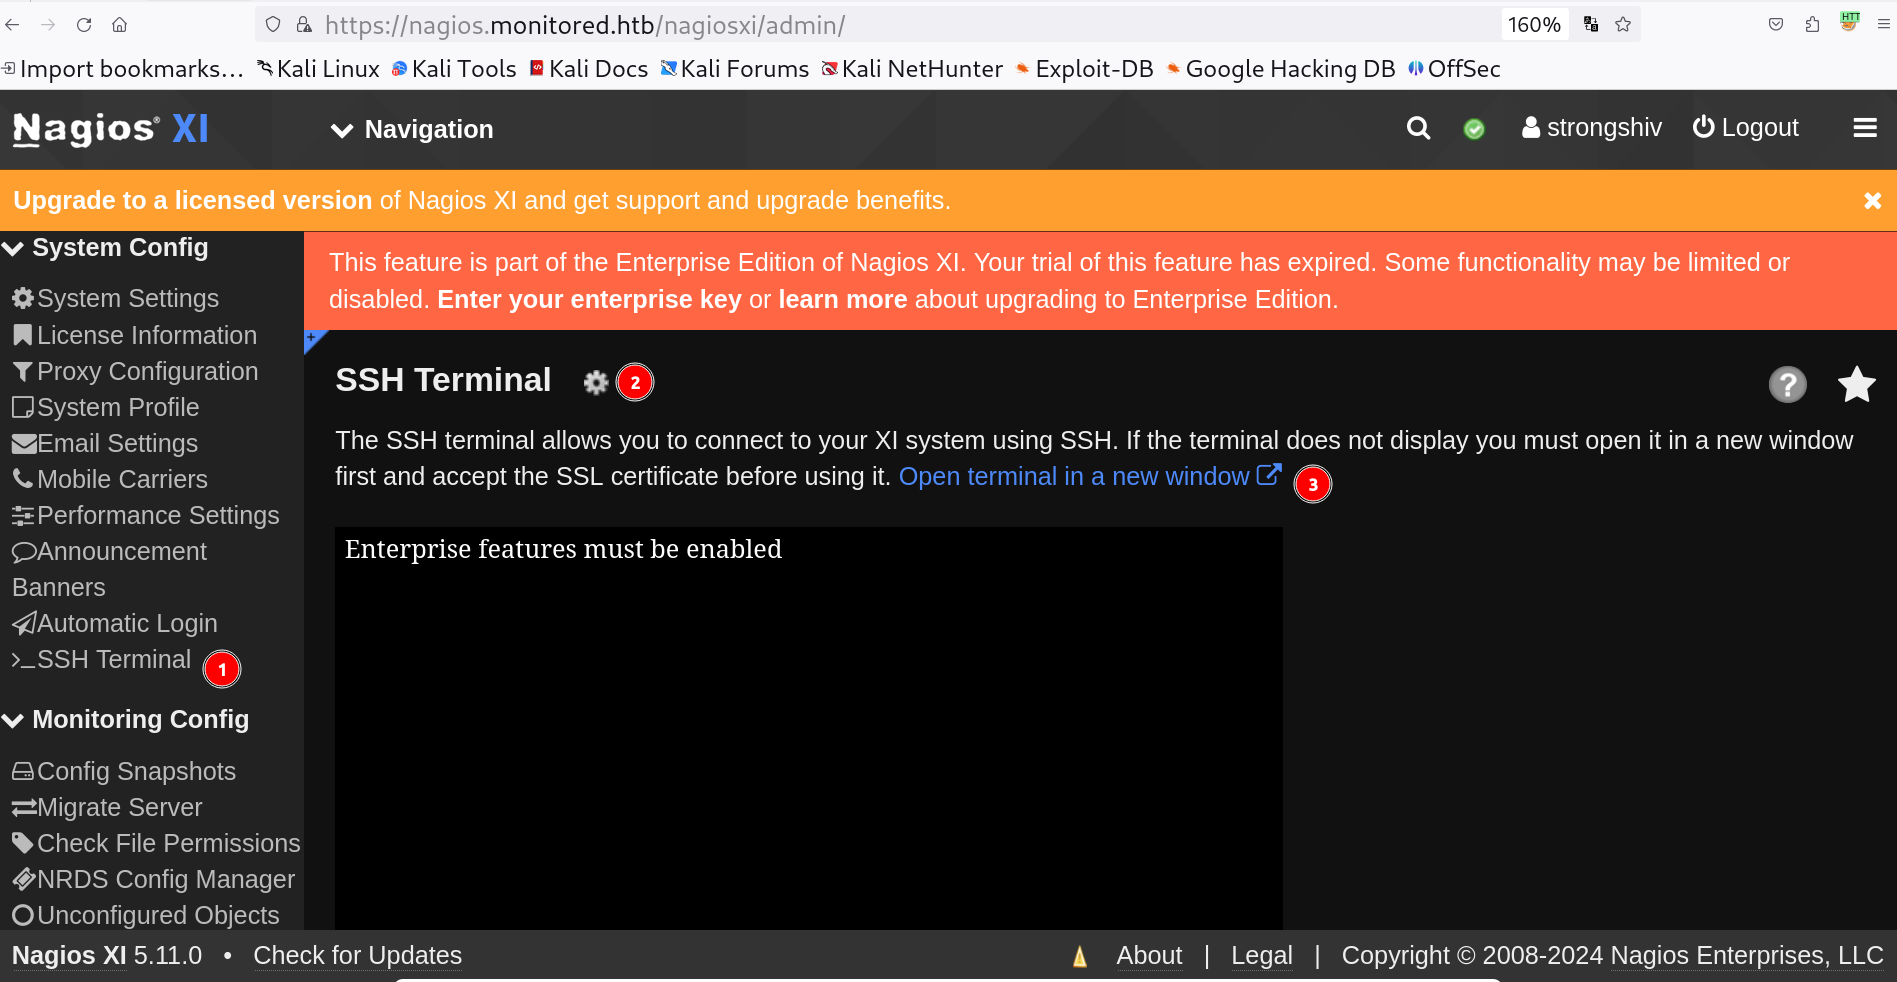 https://nagios.monitored.htb/nagiosxi/admin/
160%
HTT
Import bookmarks...
Kali Linux
Kali Tools
Kali Docs
Kali Forums
Kali NetHunter
Exploit-DB
Google Hacking DB
OffSec
Nagios® XI
Navigation
strongshiv
Logout
Upgrade to a licensed version of Nagios XI and get support and upgrade benefits.
System Config
System Settings
License Information
Proxy Configuration
System Profile
Email Settings
Mobile Carriers
Performance Settings
Announcement
Banners
Automatic Login
SSH Terminal
1
Monitoring Config
Config Snapshots
Migrate Server
Check File Permissions
NRDS Config Manager
Unconfigured Objects
This feature is part of the Enterprise Edition of Nagios XI. Your trial of this feature has expired. Some functionality may be limited or
disabled. Enter your enterprise key or learn more about upgrading to Enterprise Edition.
SSH Terminal
2
The SSH terminal allows you to connect to your XI system using SSH. If the terminal does not display you must open it in a new window
first and accept the SSL certificate before using it. Open terminal in a new window
3
Enterprise features must be enabled
Nagios XI 5.11.0 • Check for Updates
About | Legal | Copyright © 2008-2024 Nagios Enterprises, LLC